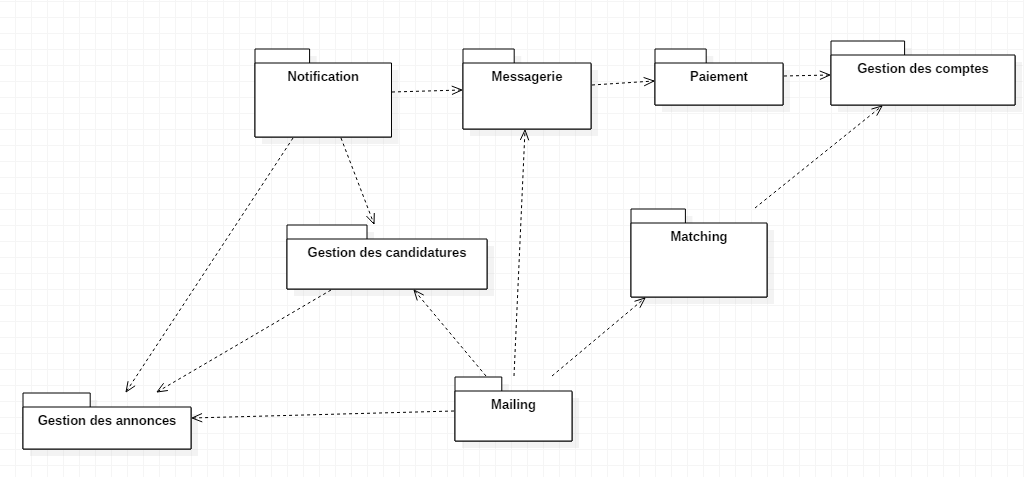 Notification
Messagerie
Paiement
Gestion des comptes
Gestion des candidatures
Matching
Gestion des annonces
Mailing